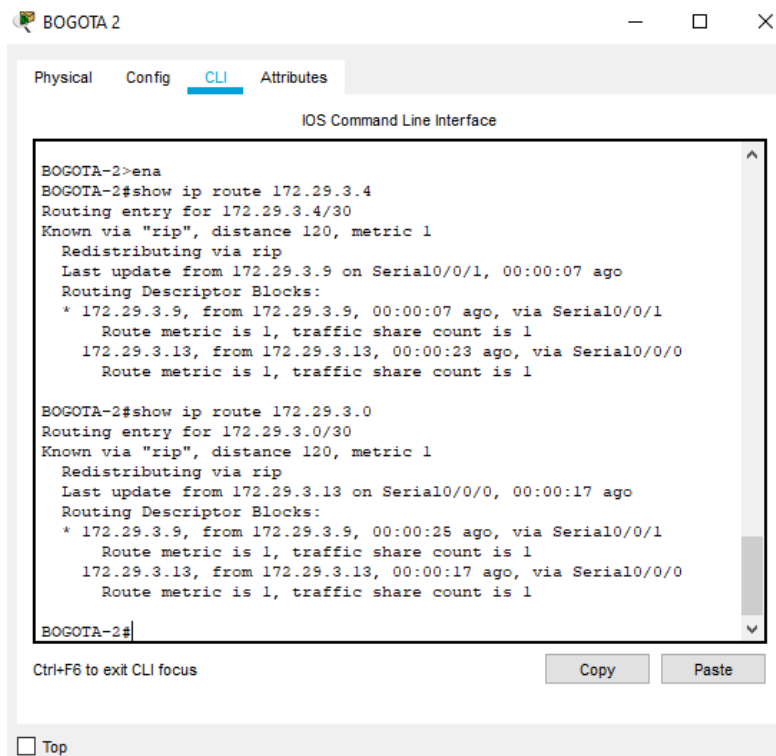 BOGOTA 2
Physical Config CLI Attributes
IOS Command Line Interface
BOGOTA-2>ena
BOGOTA-2#show ip route 172.29.3.4
Routing entry for 172.29.3.4/30
Known via "rip", distance 120, metric 1
Redistributing via rip
Last update from 172.29.3.9 on Serial0/0/1, 00:00:07 ago
Routing Descriptor Blocks:
* 172.29.3.9, from 172.29.3.9, 00:00:07 ago, via Serial0/0/1
Route metric is 1, traffic share count is 1
172.29.3.13, from 172.29.3.13, 00:00:23 ago, via Serial0/0/0
Route metric is 1, traffic share count is 1
BOGOTA-2#show ip route 172.29.3.0
Routing entry for 172.29.3.0/30
Known via "rip", distance 120, metric 1
Redistributing via rip
Last update from 172.29.3.13 on Serial0/0/0, 00:00:17 ago
Routing Descriptor Blocks:
* 172.29.3.9, from 172.29.3.9, 00:00:25 ago, via Serial0/0/1
Route metric is 1, traffic share count is 1
172.29.3.13, from 172.29.3.13, 00:00:17 ago, via Serial0/0/0
Route metric is 1, traffic share count is 1
BOGOTA-2#
Ctrl+F6 to exit CLI focus
Copy Paste
Top